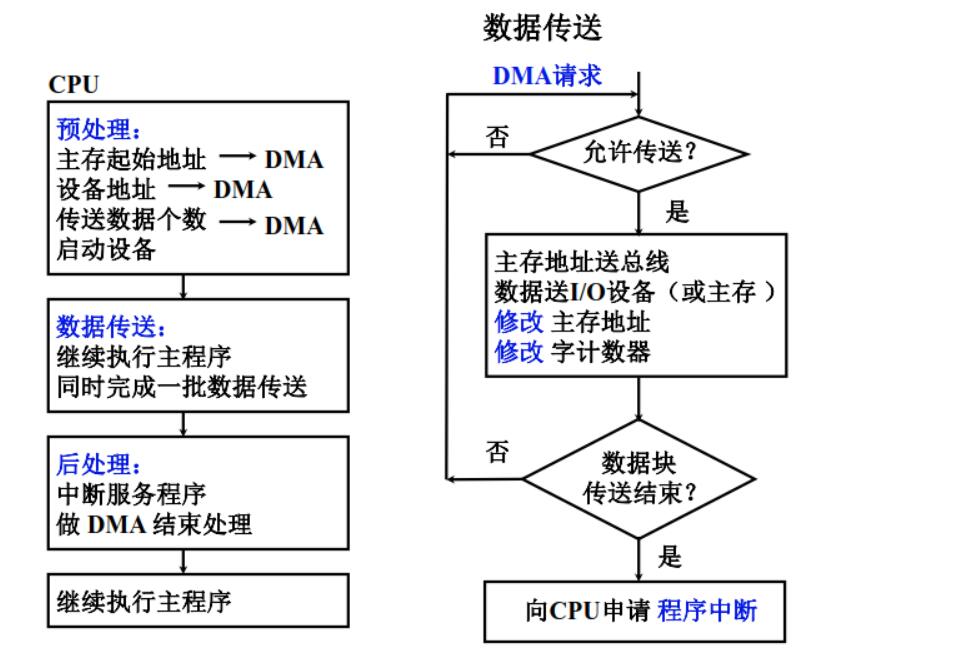 数据传送
CPU
预处理：
主存起始地址 → DMA
设备地址 → DMA
传送数据个数 → DMA
启动设备
数据传送：
继续执行主程序
同时完成一批数据传送
后处理：
中断服务程序
做 DMA 结束处理
继续执行主程序
DMA请求
允许传送？
否
是
主存地址送总线
数据送I/O设备（或主存 ）
修改 主存地址
修改 字计数器
否
数据块
传送结束？
是
向CPU申请 程序中断